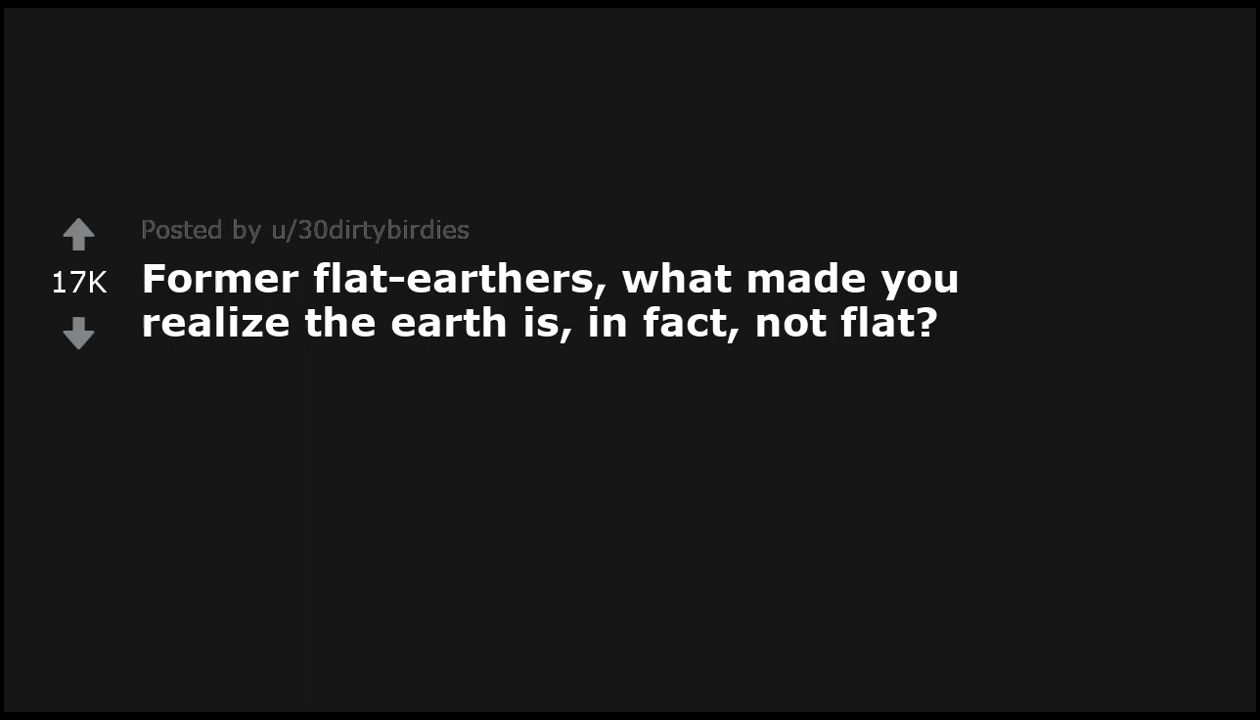 Posted by u/30dirtybirdies
17K
Former flat-earthers, what made you
realize the earth is, in fact, not flat?